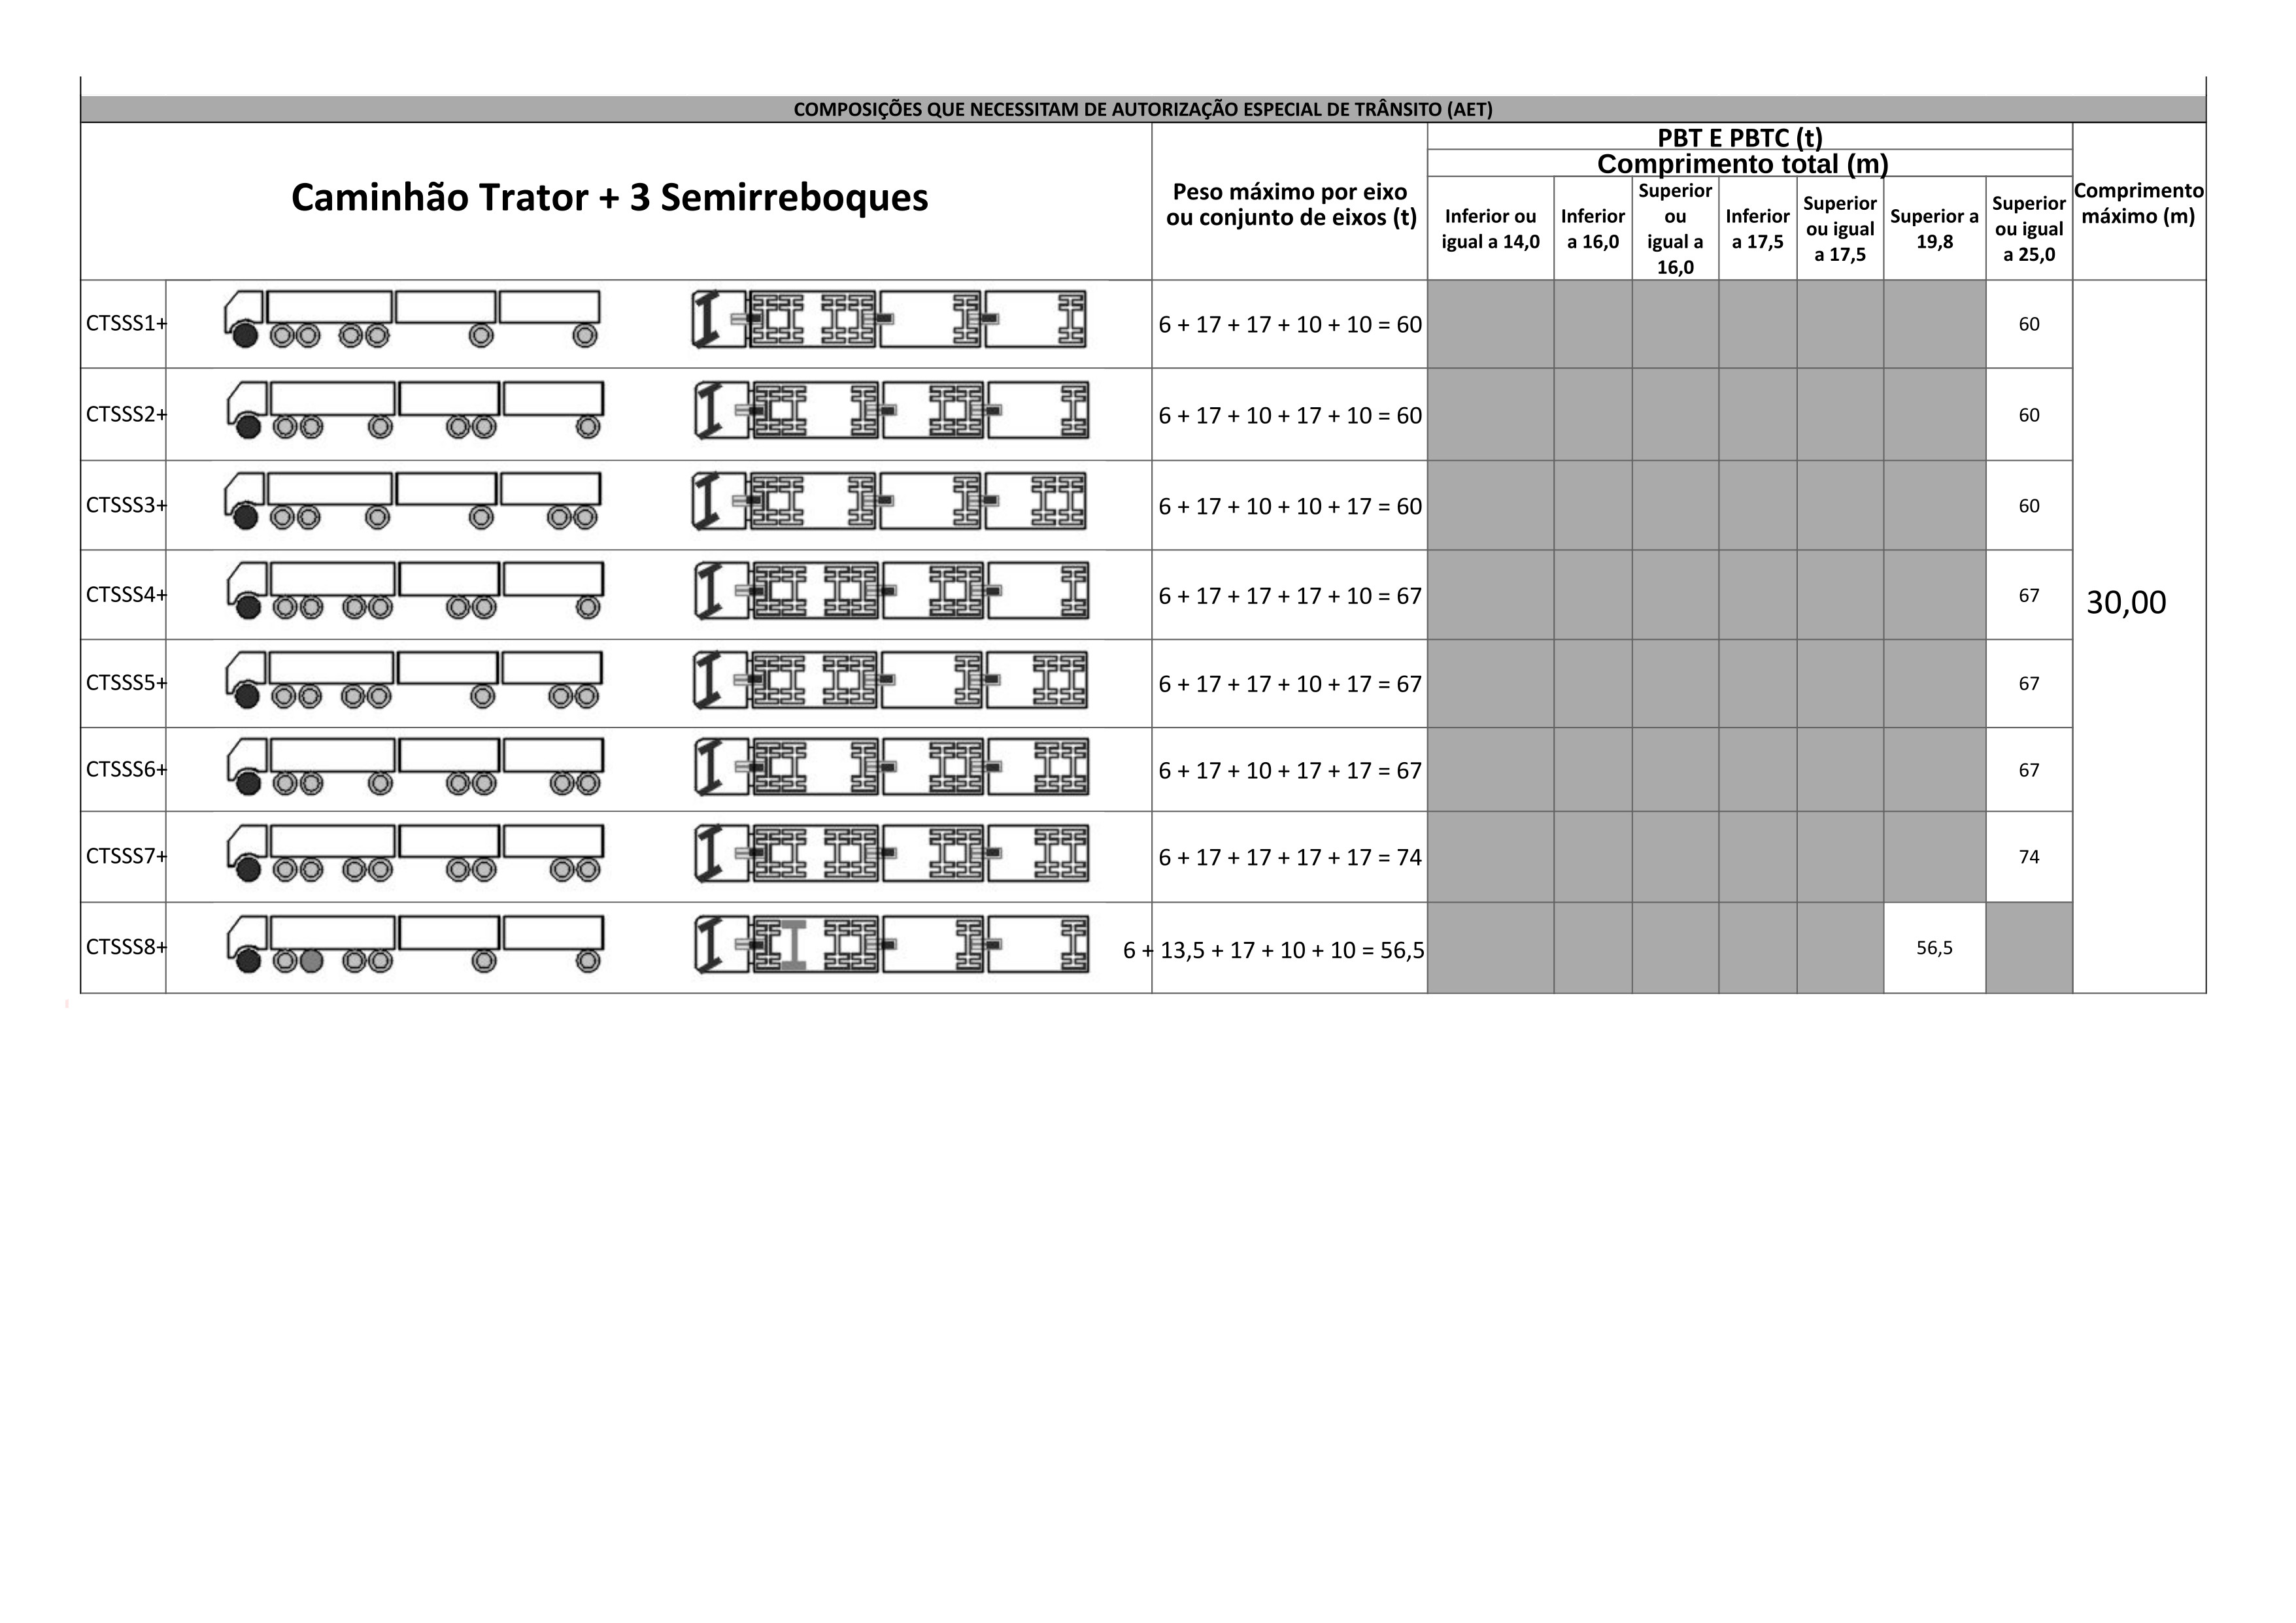 COMPOSIÇÕES QUE NECESSITAM DE AUTORIZAÇÃO ESPECIAL DE TRÂNSITO (AET)
Caminhão Trator + 3 Semirreboques
Peso máximo por eixo
ou conjunto de eixos (t)
PBT E PBTC (t)
Comprimento total (m)
Inferior ou
igual a 14,0
Inferior
a 16,0
Superior
ou
igual a
16,0
Inferior
a 17,5
Superior
ou igual
a 17,5
Superior a
19,8
Superior
ou igual
a 25,0
Comprimento
máximo (m)
CTSSS1+
6 + 17 + 17 + 10 + 10 = 60
60
CTSSS2+
6 + 17 + 10 + 17 + 10 = 60
60
CTSSS3+
6 + 17 + 10 + 10 + 17 = 60
60
CTSSS4+
6 + 17 + 17 + 17 + 10 = 67
67
30,00
CTSSS5+
6 + 17 + 17 + 10 + 17 = 67
67
CTSSS6+
6 + 17 + 10 + 17 + 17 = 67
67
CTSSS7+
6 + 17 + 17 + 17 + 17 = 74
74
CTSSS8+
6 + 13,5 + 17 + 10 + 10 = 56,5
56,5